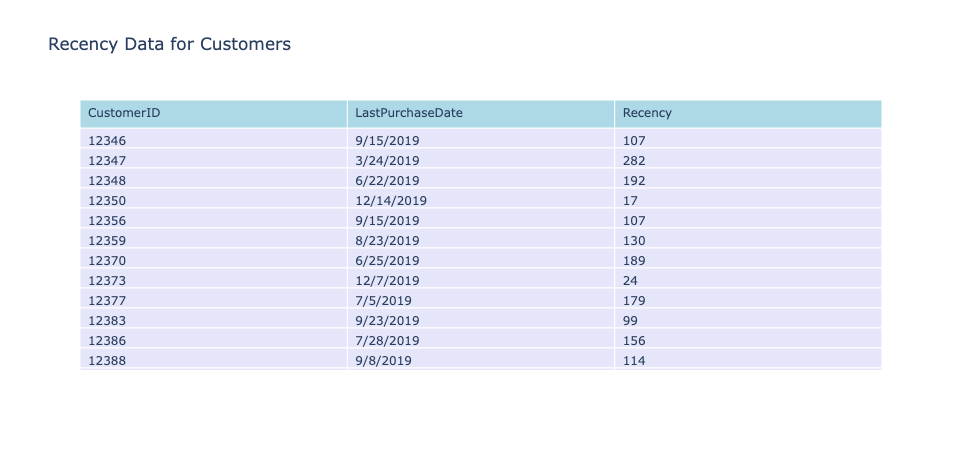 Recency Data for Customers
CustomerID LastPurchaseDate Recency
12346 9/15/2019 107
12347 3/24/2019 282
12348 6/22/2019 192
12350 12/14/2019 17
12356 9/15/2019 107
12359 8/23/2019 130
12370 6/25/2019 189
12373 12/7/2019 24
12377 7/5/2019 179
12383 9/23/2019 99
12386 7/28/2019 156
12388 9/8/2019 114